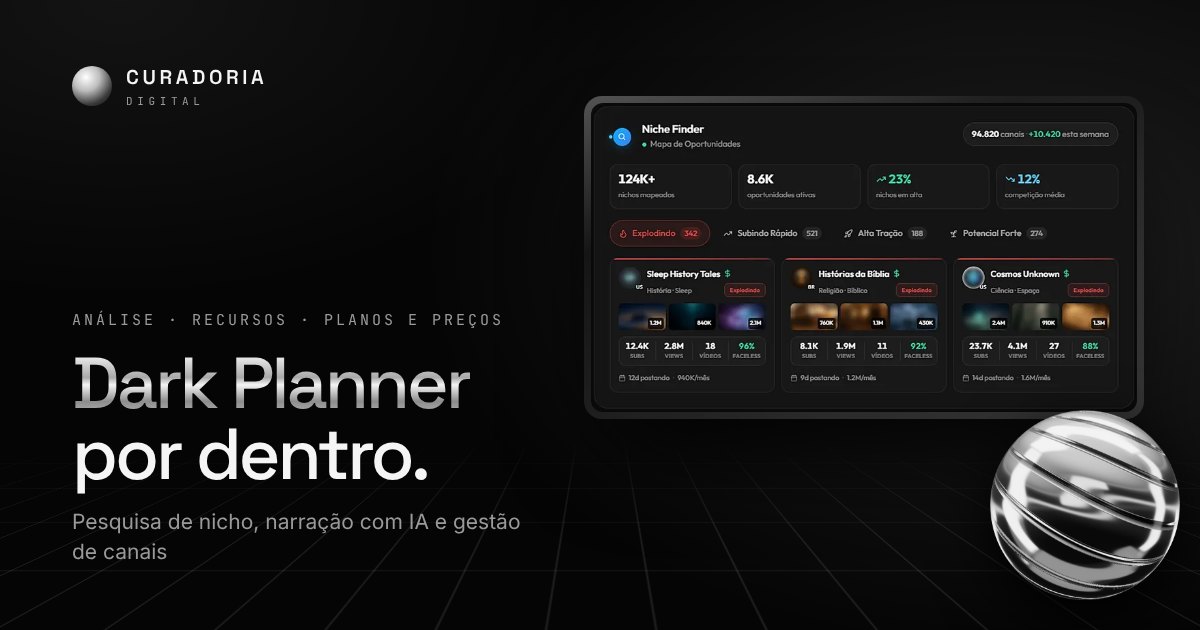 CURADORIA
DIGITAL
ANÁLISE · RECURSOS · PLANOS E PREÇOS
Dark Planner
por dentro.
Pesquisa de nicho, narração com IA e gestão
de canais
Niche Finder
Mapa de Oportunidades
94.820 canais +10.420 esta semana
124K+
nichos mapeados
8.6K
oportunidades ativas
23%
nichos em alta
12%
competição média
Explodindo 342
Subindo Rápido 521
Alta Tração 188
Potencial Forte 274
Sleep History Tales $
US
História · Sleep
Explodindo
1.2M 840K 2.1M
12.4K 2.8M 18 96%
SUBS VIEWS VÍDEOS FACELESS
12d postando · 940K/mês
Histórias da Bíblia $
BR
Religião · Bíblico
Explodindo
760K 1.1M 430K
8.1K 1.9M 11 92%
SUBS VIEWS VÍDEOS FACELESS
9d postando · 1.2M/mês
Cosmos Unknown $
US
Ciência · Espaço
Explodindo
2.4M 910K 1.3M
23.7K 4.1M 27 88%
SUBS VIEWS VÍDEOS FACELESS
14d postando · 1.6M/mês